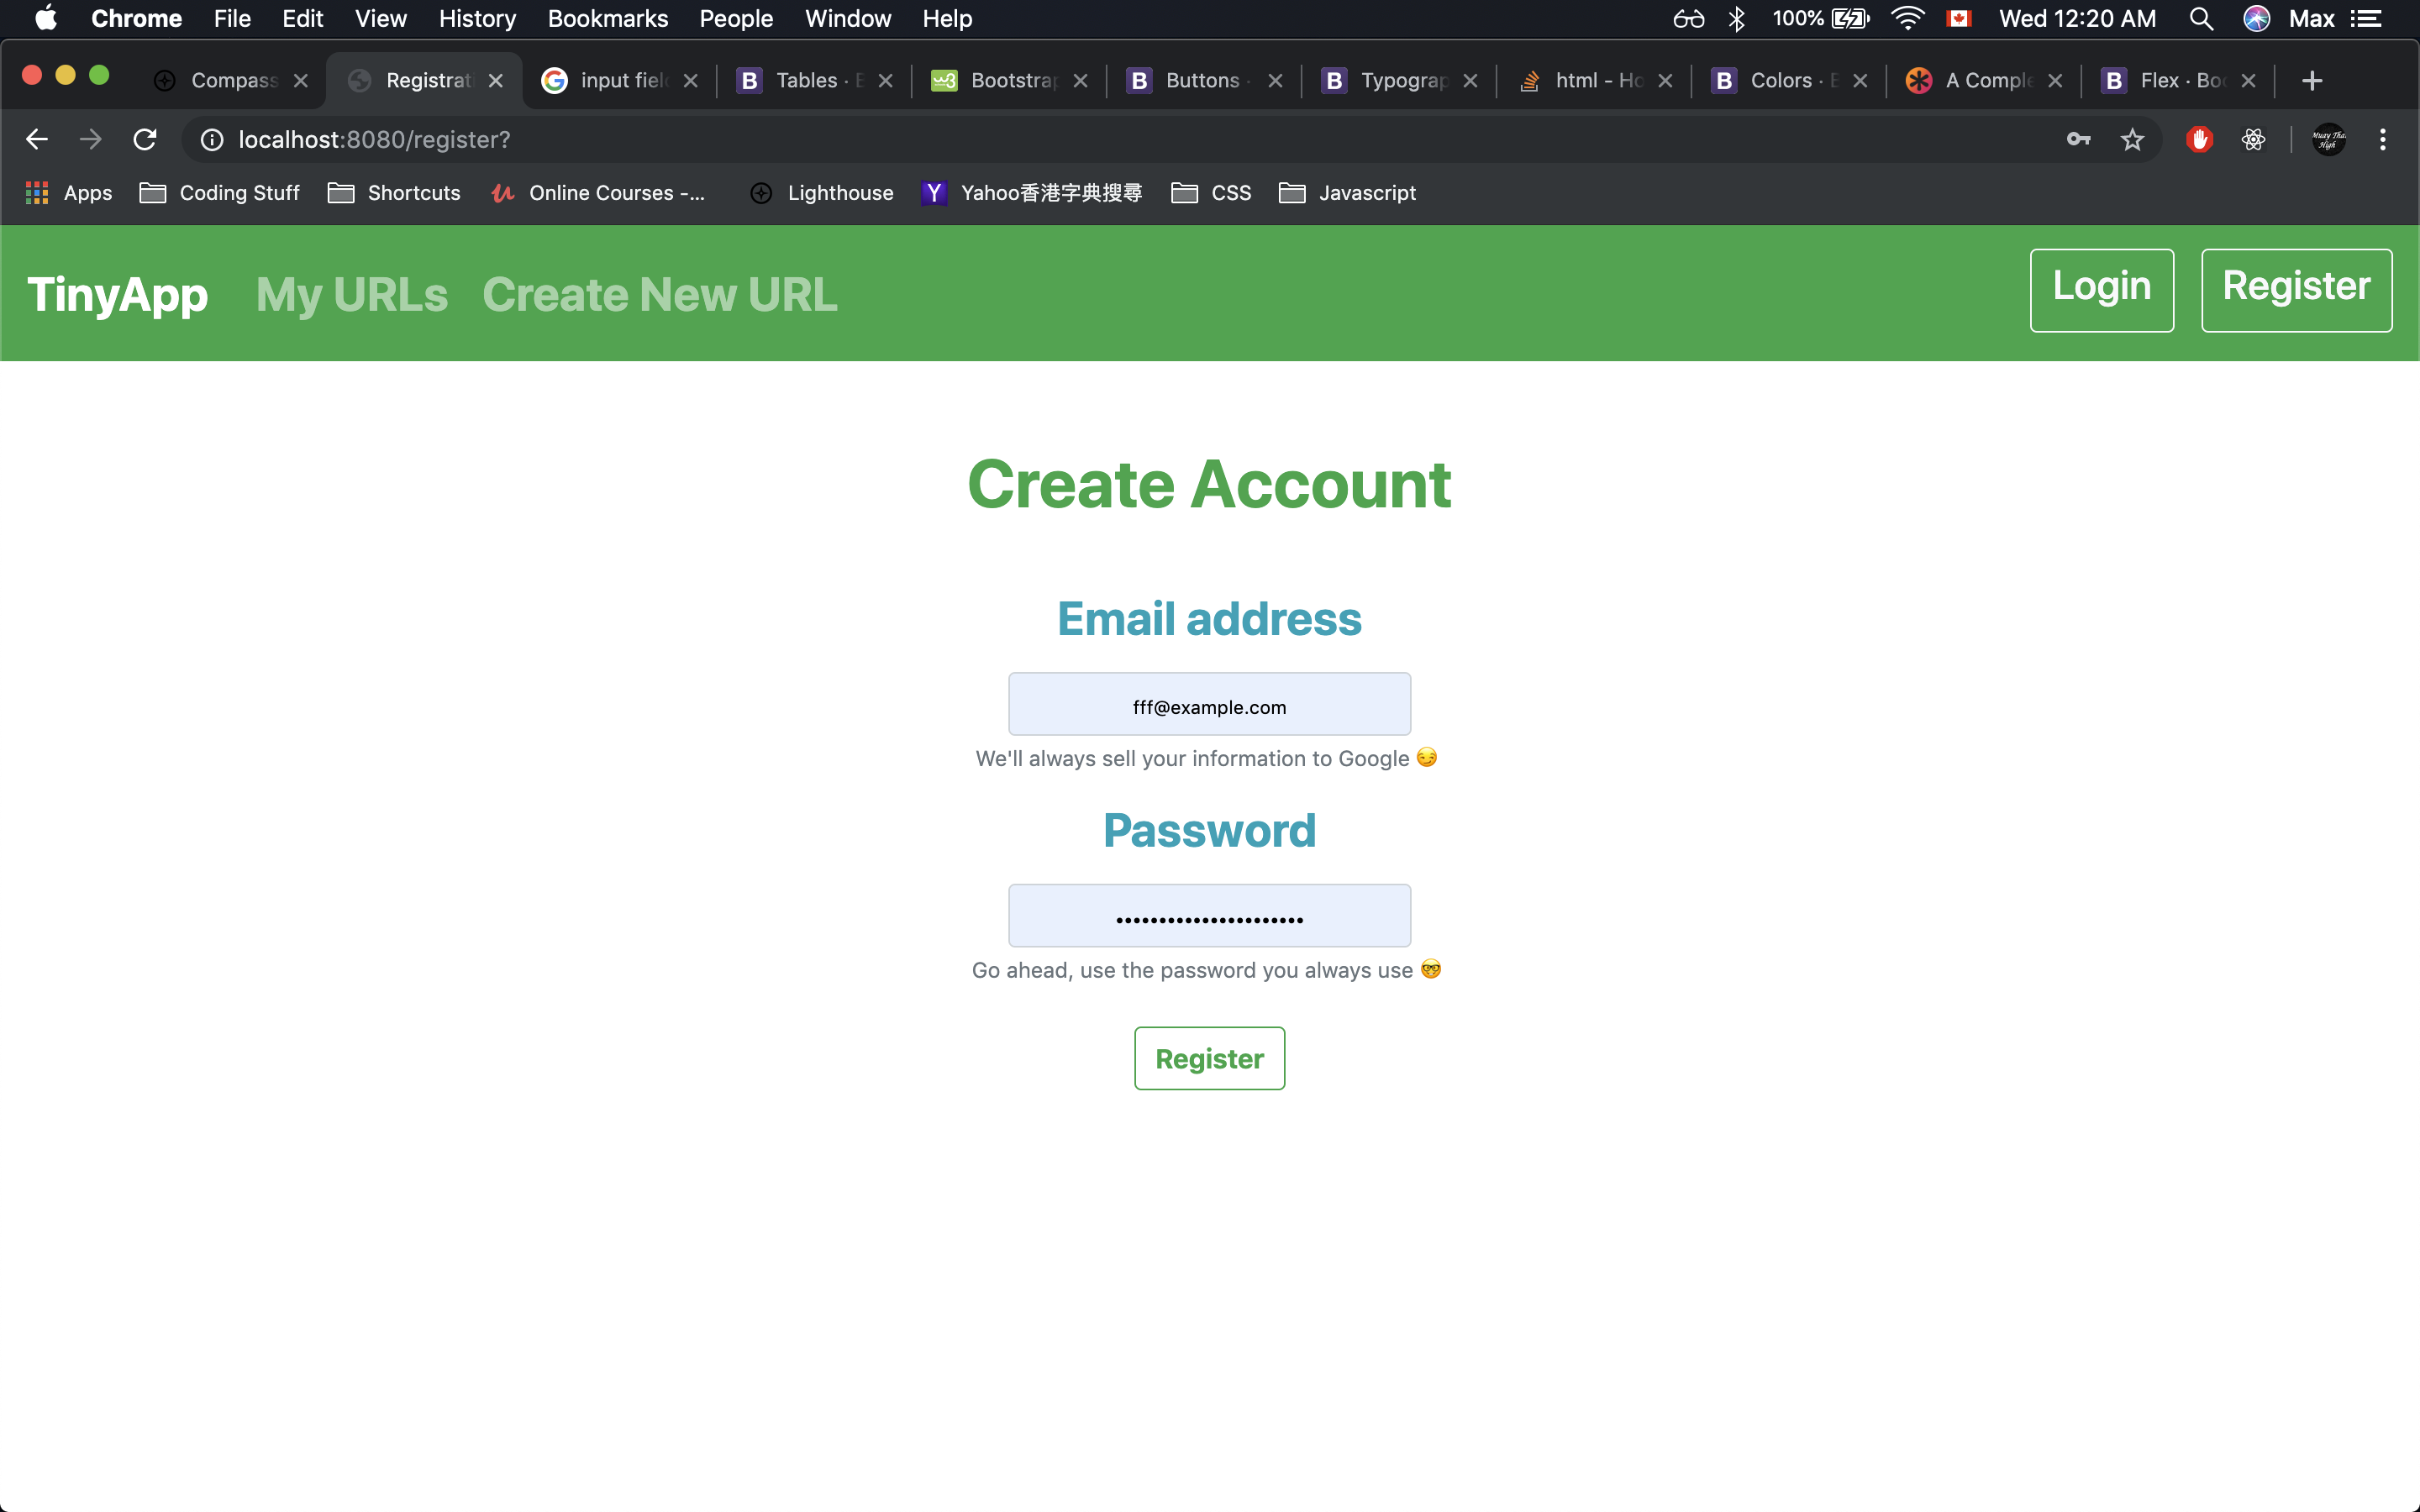 Chrome File Edit View History Bookmarks People Window Help 100% Wed 12:20 AM Max
Compass Registrat input fiel Tables · B Bootstrap Buttons · Typograp html - Ho Colors · B A Comple Flex · Boo
localhost:8080/register?
Apps Coding Stuff Shortcuts Online Courses -... Lighthouse Yahoo香港字典搜尋 CSS Javascript
TinyApp My URLs Create New URL Login Register
Create Account
Email address
fff@example.com
We'll always sell your information to Google 😏
Password
••••••••••••••••••••••
Go ahead, use the password you always use 🤓
Register